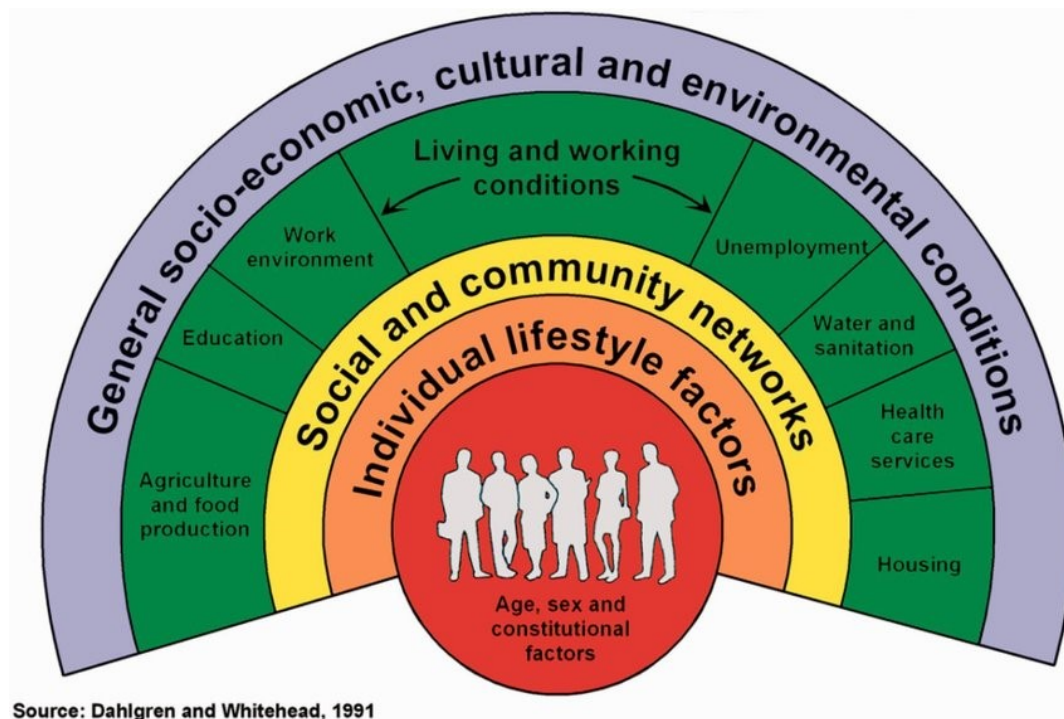 General socio-economic, cultural and environmental conditions
Living and working
conditions
Work
environment
Unemployment
Education
Water and
sanitation
Agriculture
and food
production
Health
care
services
Housing
Social and community networks
Individual lifestyle factors
Age, sex and
constitutional
factors
Source: Dahlgren and Whitehead, 1991